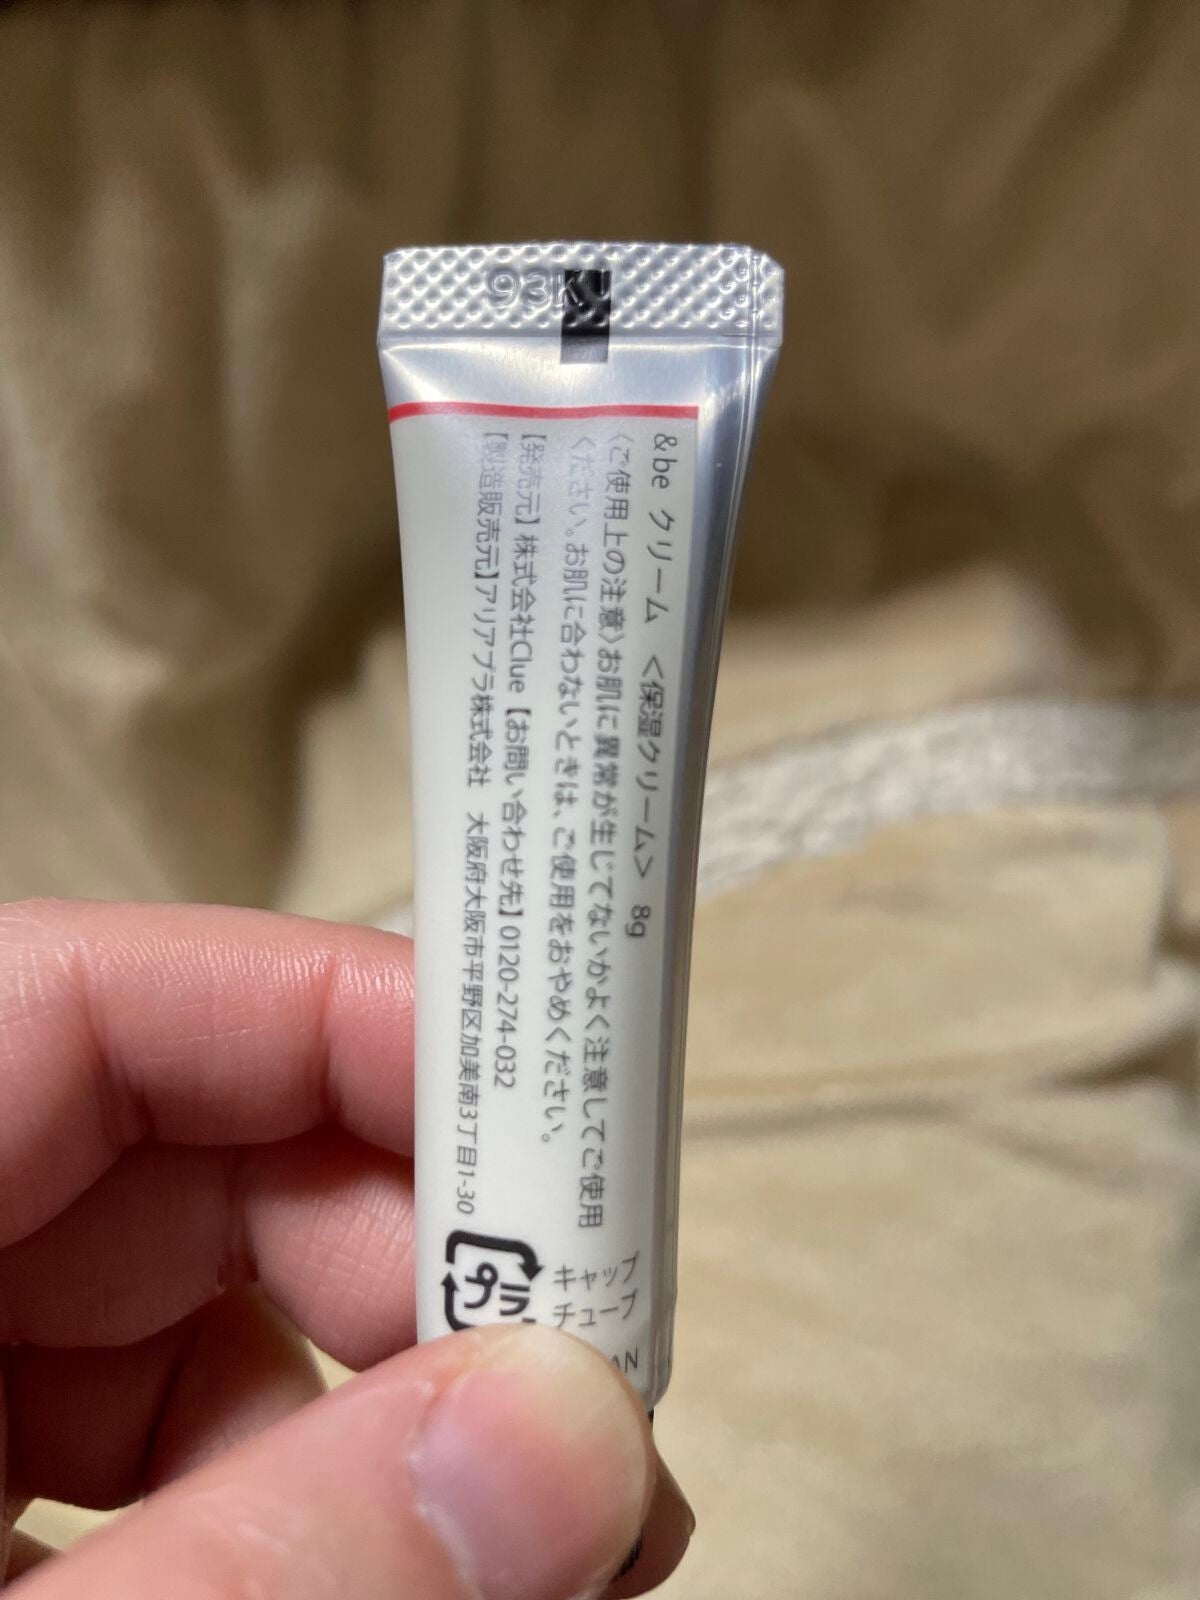 93K
&be クリーム <保湿クリーム> 8g
〈ご使用上の注意〉お肌に異常が生じてないかよく注意してご使用
ください。お肌に合わないときは、ご使用をおやめください。
【発売元】株式会社Clue【お問い合わせ先】0120-274-032
【製造販売元】アリアプラ株式会社 大阪府大阪市平野区加美南3丁目1-30
キャップ
チューブ
プラ